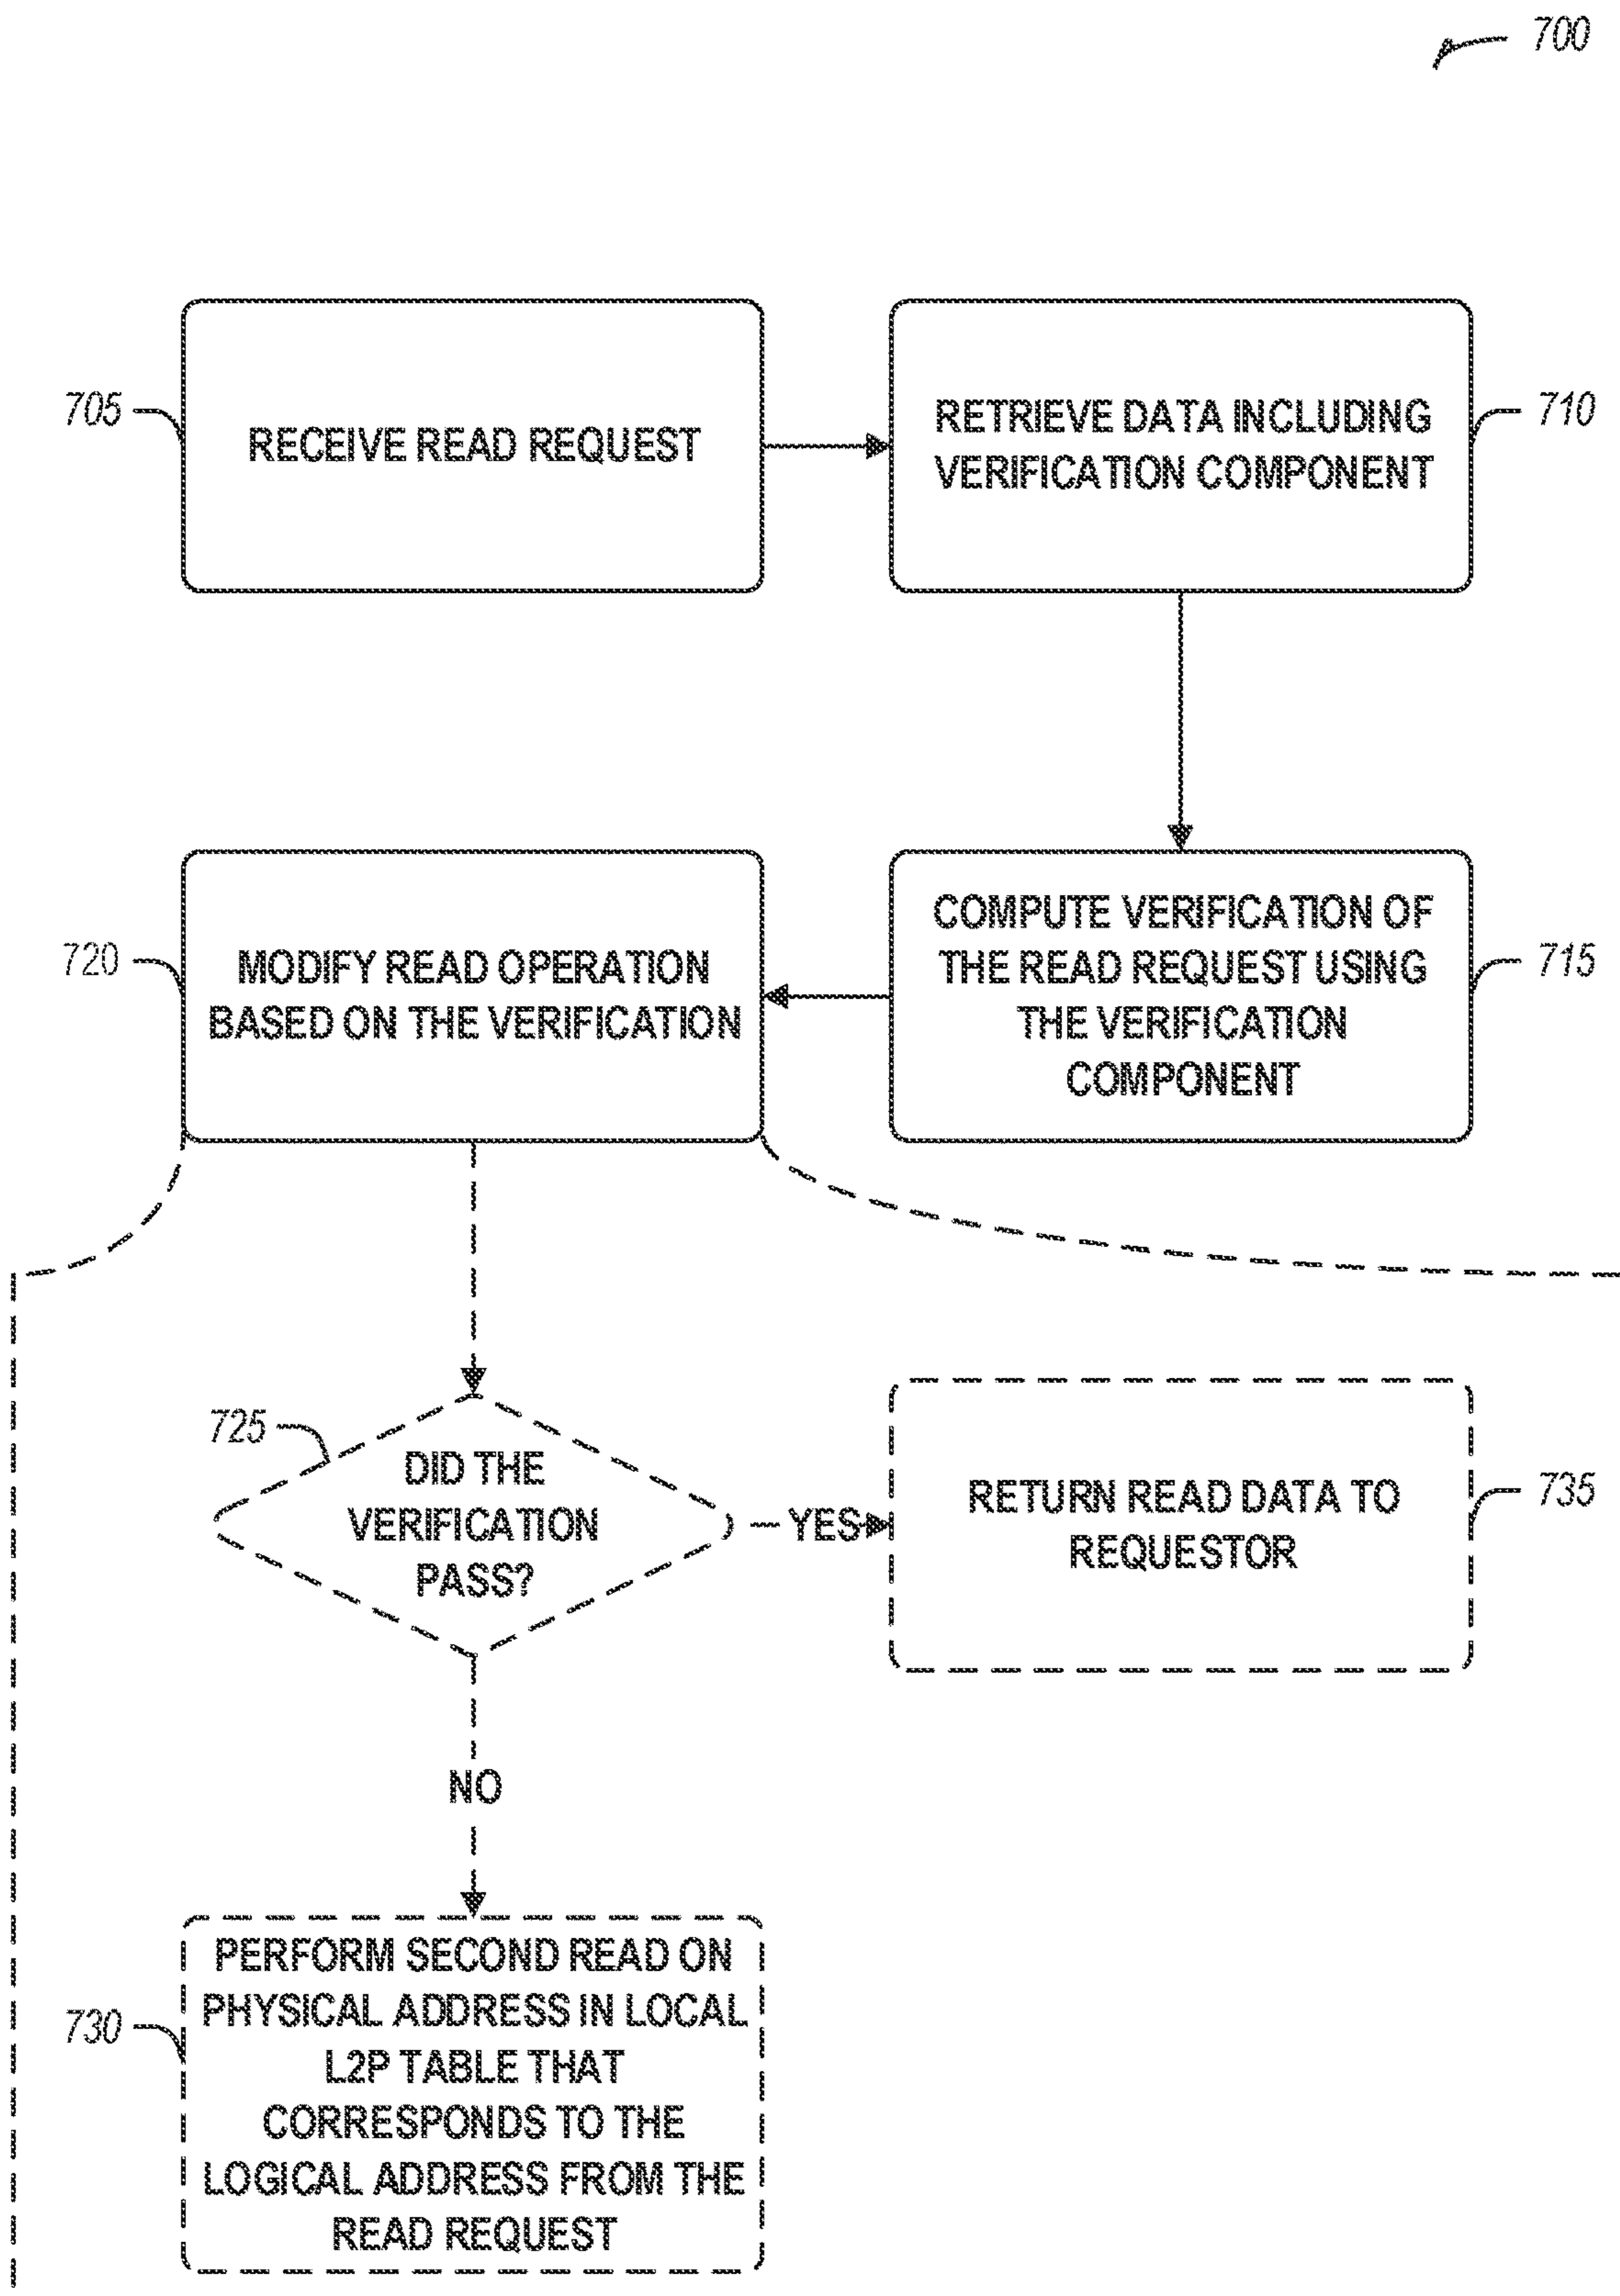 700
705
RECEIVE READ REQUEST
RETRIEVE DATA INCLUDING
VERIFICATION COMPONENT
710
720
MODIFY READ OPERATION
BASED ON THE VERIFICATION
COMPUTE VERIFICATION OF
THE READ REQUEST USING
THE VERIFICATION
COMPONENT
715
725
DID THE
VERIFICATION
PASS?
YES
RETURN READ DATA TO
REQUESTOR
735
NO
730
PERFORM SECOND READ ON
PHYSICAL ADDRESS IN LOCAL
L2P TABLE THAT
CORRESPONDS TO THE
LOGICAL ADDRESS FROM THE
READ REQUEST